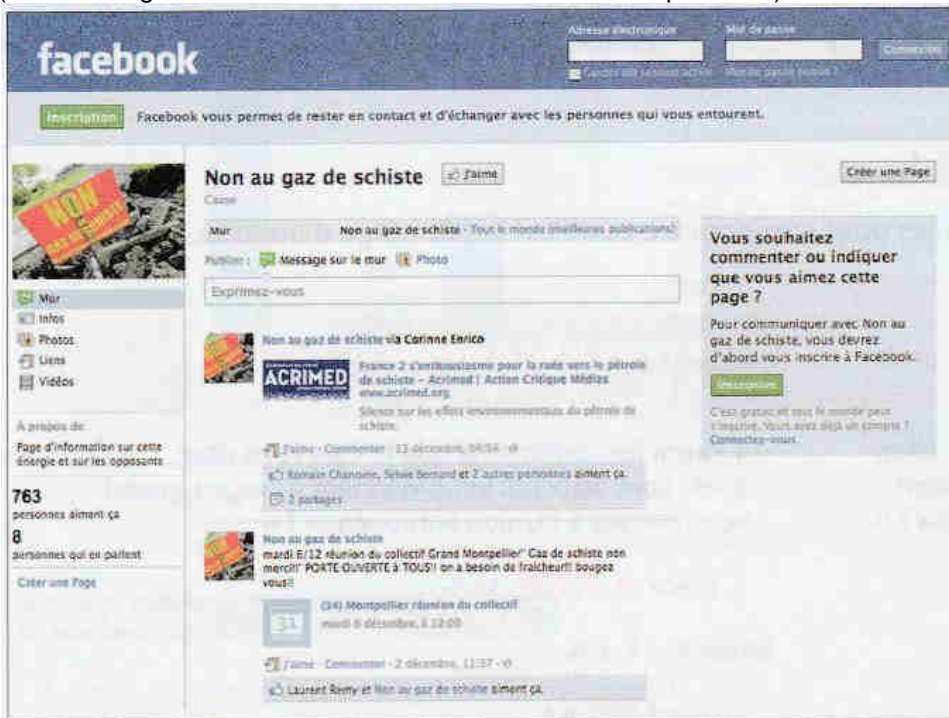 Adresse électronique
Mot de passe
facebook
Connexion
Garder ma session active
Mot de passe oublié ?
Inscription
Facebook vous permet de rester en contact et d'échanger avec les personnes qui vous entourent.
NON
Non au gaz de schiste
J'aime
Créer une Page
Cause
Mur
Non au gaz de schiste · Tout le monde (meilleures publications)
Publier :
Message sur le mur
Photo
Exprimez-vous
Mur
Infos
Photos
Liens
Vidéos
À propos de
Page d'information sur cette
énergie et sur les opposants
763
personnes aiment ça
8
personnes qui en parlent
Créer une Page
Non au gaz de schiste via Corinne Enrico
ACRIMED
France 2 s'enthousiasme pour la ruée vers le pétrole
de schiste – Acrimed | Action Critique Médias
www.acrimed.org
Silence sur les effets environnementaux du pétrole de
schiste.
J'aime · Commenter · 13 décembre,
Romain Chanoine, Sylvie Bernard et 2 autres personnes aiment ça.
2 partages
Non au gaz de schiste
mardi 6/12 réunion du collectif Grand Montpellier" Gaz de schiste non
merci!!" PORTE OUVERTE à TOUS!! on a besoin de fraîcheur!! bougez
vous!!
31
(34) Montpellier réunion du collectif
mardi 6 décembre, à
J'aime · Commenter · 2 décembre, 11:37
Laurent Remy et Non au gaz de schiste aiment ça.
Vous souhaitez
commenter ou indiquer
que vous aimez cette
page ?
Pour communiquer avec Non au
gaz de schiste, vous devrez
d'abord vous inscrire à Facebook.
Inscription
C'est gratuit et tout le monde peut
s'inscrire. Vous avez déjà un compte ?
Connectez-vous.